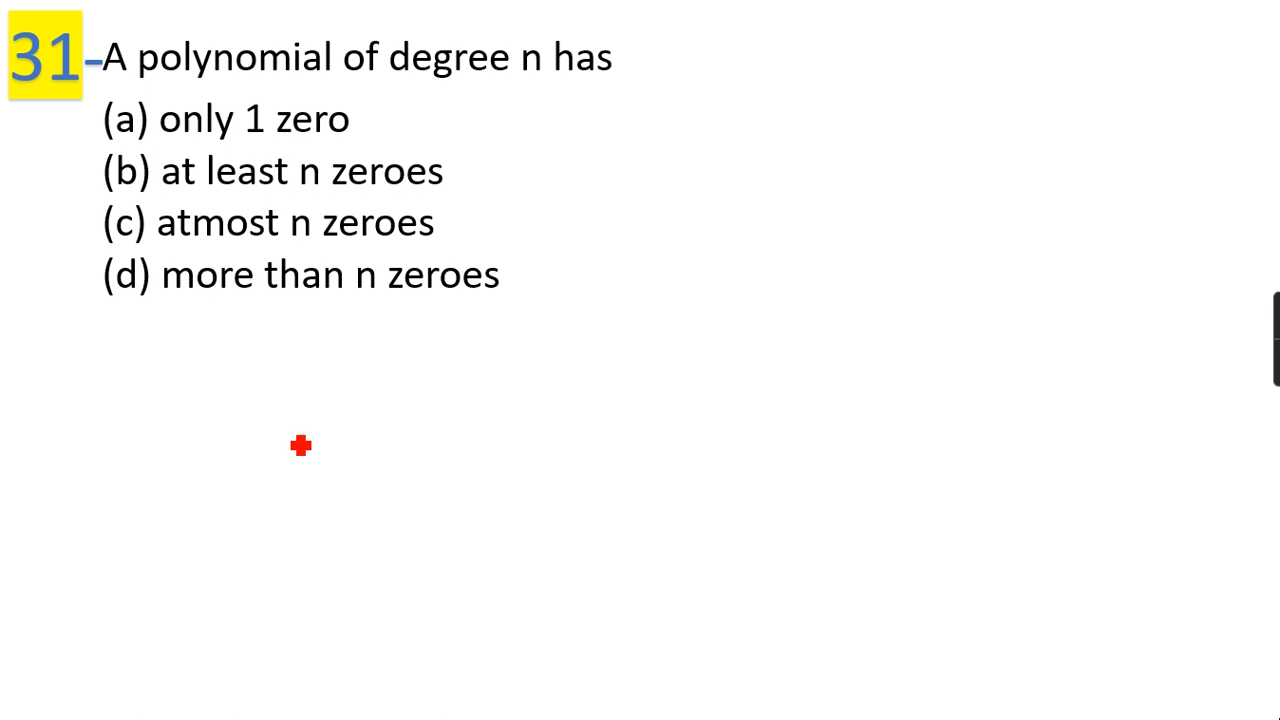 31-A polynomial of degree n has
(a) only 1 zero
(b) at least n zeroes
(c) atmost n zeroes
(d) more than n zeroes